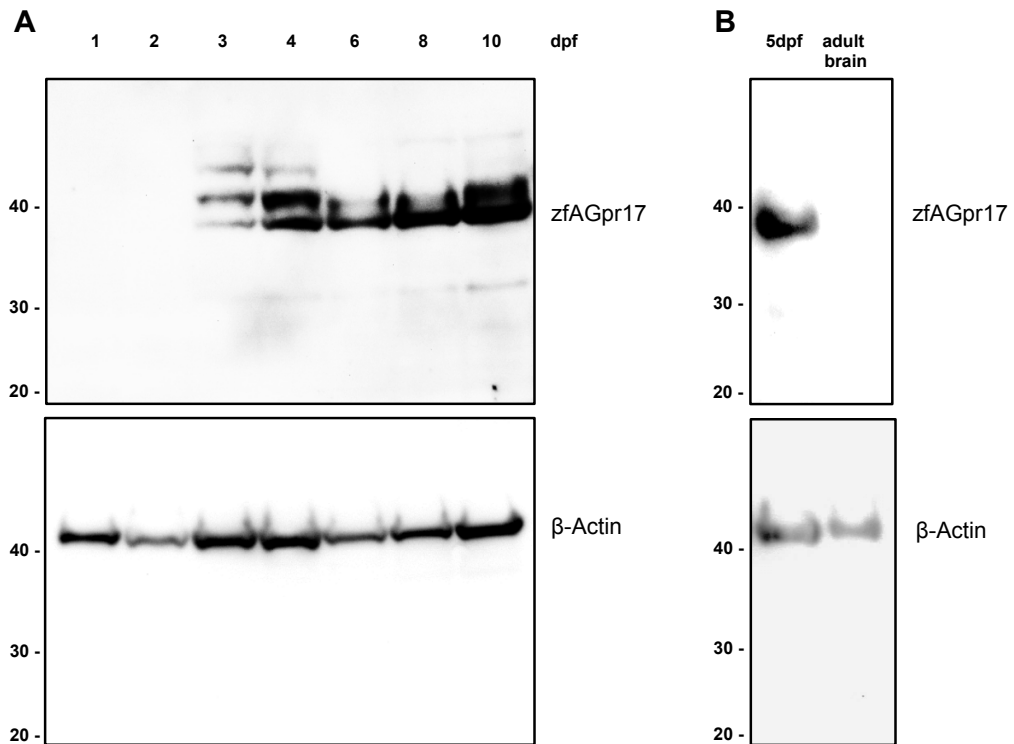 A
1 2 3 4 6 8 10 dpf
40 -
30 -
20 -
zfAGpr17
40 -
30 -
20 -
β-Actin
B
5dpf adult
brain
40 -
30 -
20 -
zfAGpr17
40 -
30 -
20 -
β-Actin